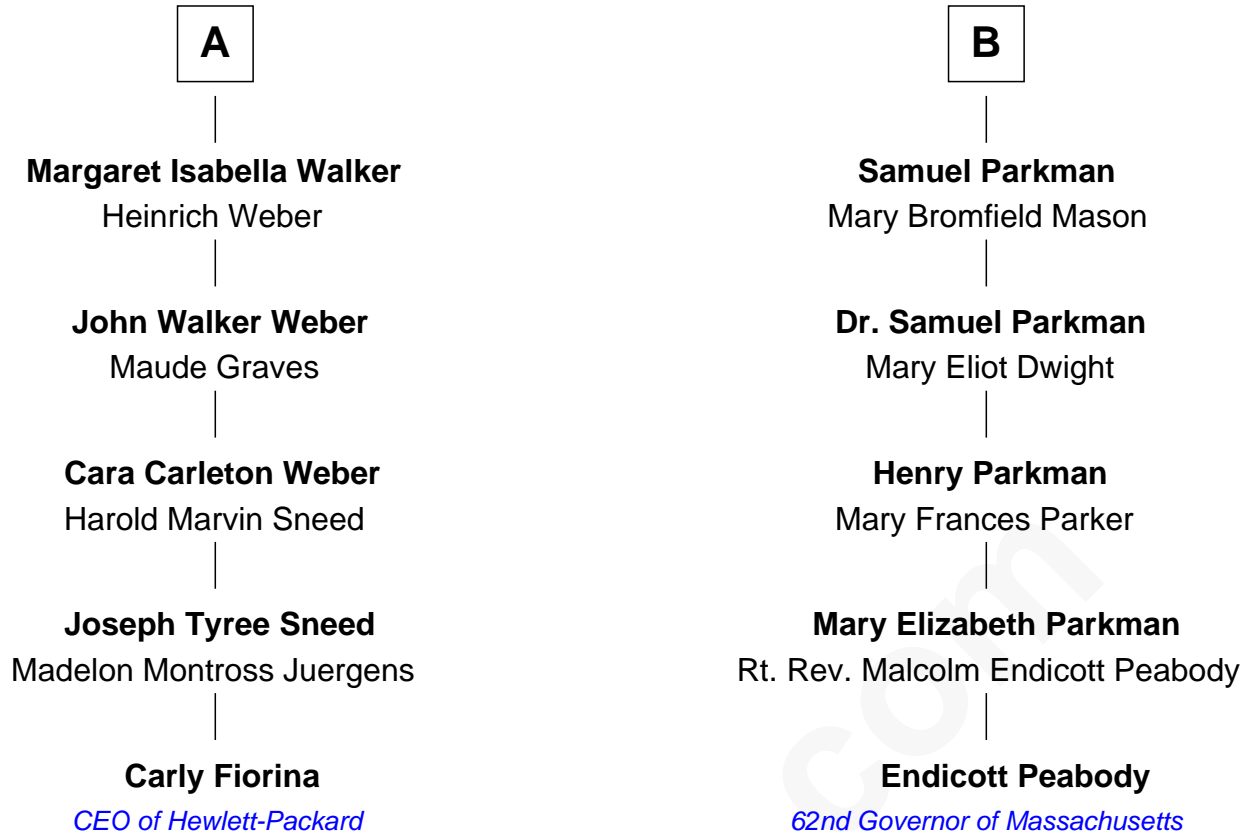 A
Margaret Isabella Walker
Heinrich Weber
John Walker Weber
Maude Graves
Cara Carleton Weber
Harold Marvin Sneed
Joseph Tyree Sneed
Madelon Montross Juergens
Carly Fiorina
CEO of Hewlett-Packard
B
Samuel Parkman
Mary Bromfield Mason
Dr. Samuel Parkman
Mary Eliot Dwight
Henry Parkman
Mary Frances Parker
Mary Elizabeth Parkman
Rt. Rev. Malcolm Endicott Peabody
Endicott Peabody
62nd Governor of Massachusetts
com